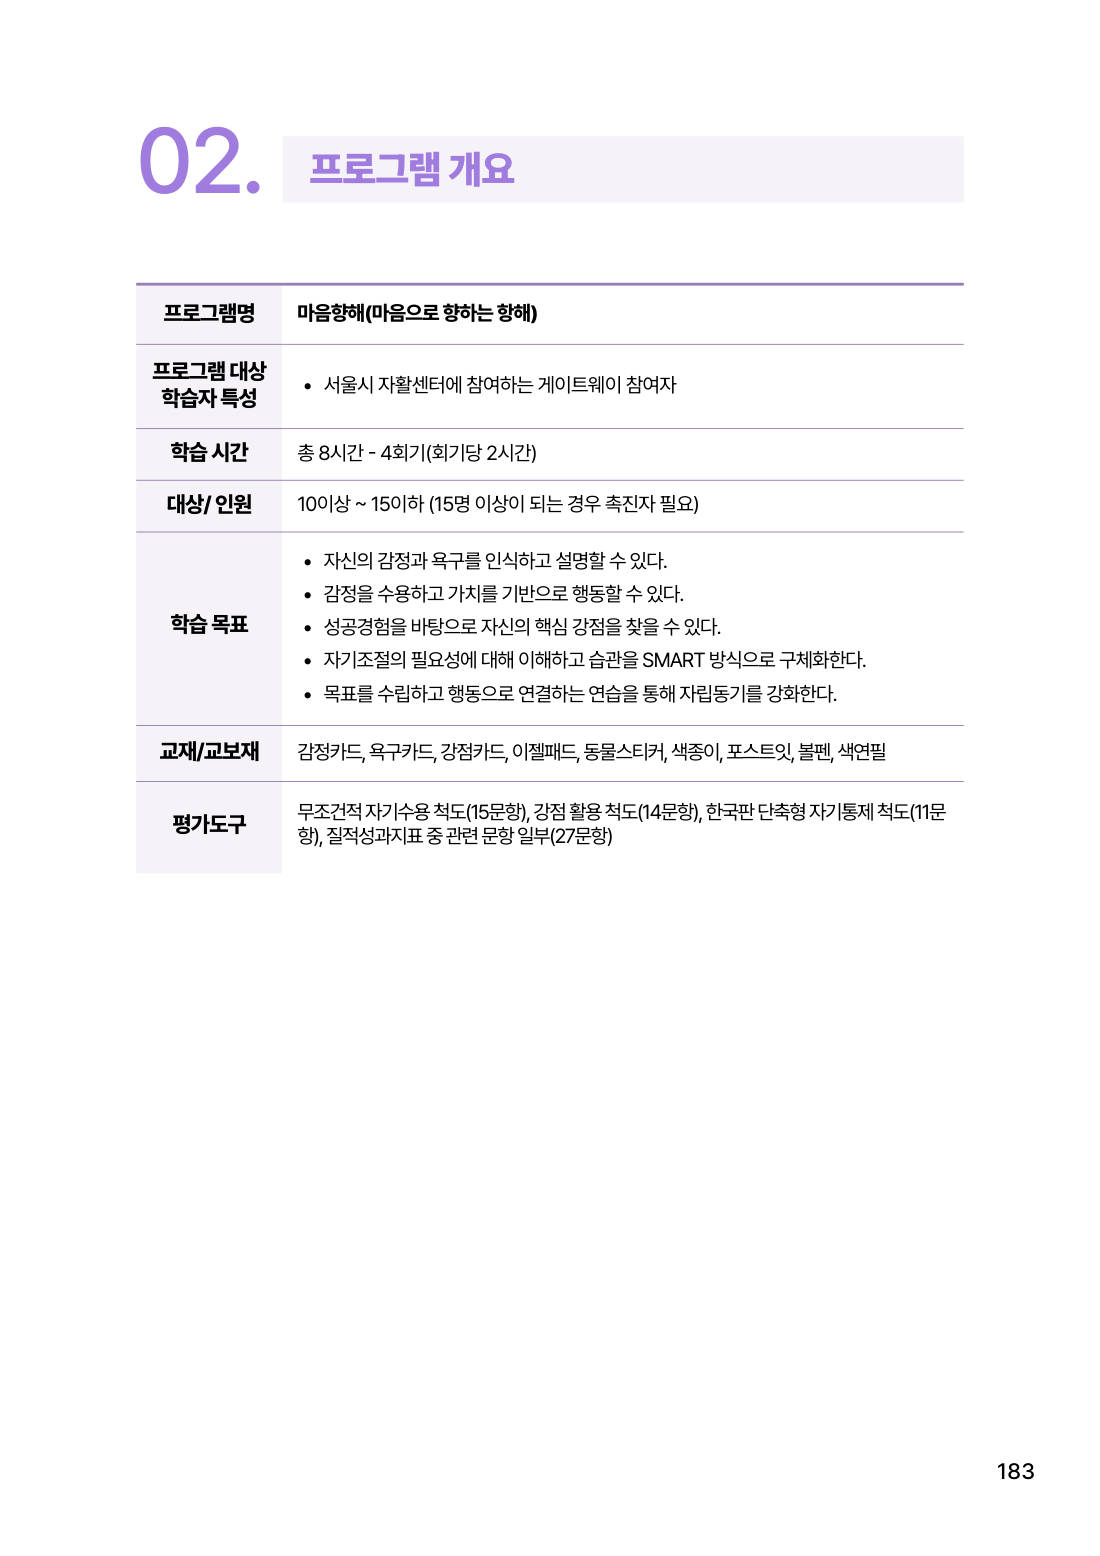 02.
프로그램 개요
프로그램명
마음향해(마음으로 향하는 항해)
프로그램 대상
학습자 특성
• 서울시 자활센터에 참여하는 게이트웨이 참여자
학습 시간
총 8시간 - 4회기(회기당 2시간)
대상/ 인원
10이상 ~ 15이하 (15명 이상이 되는 경우 촉진자 필요)
학습 목표
• 자신의 감정과 욕구를 인식하고 설명할 수 있다.
• 감정을 수용하고 가치를 기반으로 행동할 수 있다.
• 성공경험을 바탕으로 자신의 핵심 강점을 찾을 수 있다.
• 자기조절의 필요성에 대해 이해하고 습관을 SMART 방식으로 구체화한다.
• 목표를 수립하고 행동으로 연결하는 연습을 통해 자립동기를 강화한다.
교재/교보재
감정카드, 욕구카드, 강점카드, 이젤패드, 동물스티커, 색종이, 포스트잇, 볼펜, 색연필
평가도구
무조건적 자기수용 척도(15문항), 강점 활용 척도(14문항), 한국판 단축형 자기통제 척도(11문
항), 질적성과지표 중 관련 문항 일부(27문항)
183